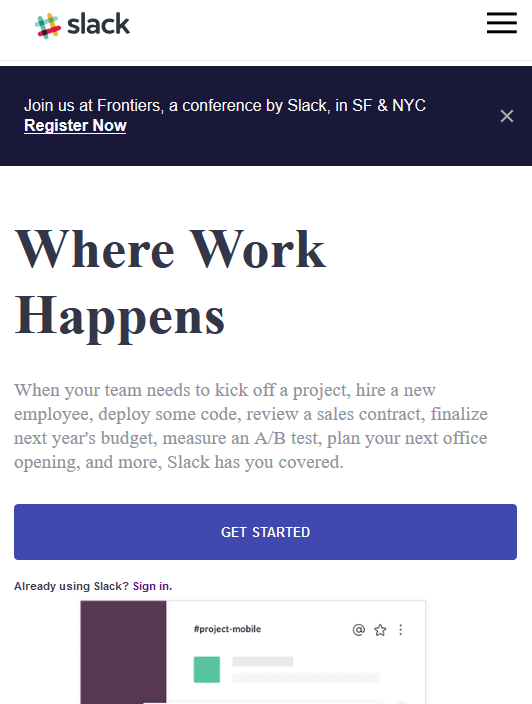 slack
Join us at Frontiers, a conference by Slack, in SF & NYC
Register Now
Where Work
Happens
When your team needs to kick off a project, hire a new
employee, deploy some code, review a sales contract, finalize
next year's budget, measure an A/B test, plan your next office
opening, and more, Slack has you covered.
GET STARTED
Already using Slack? Sign in.
#project-mobile